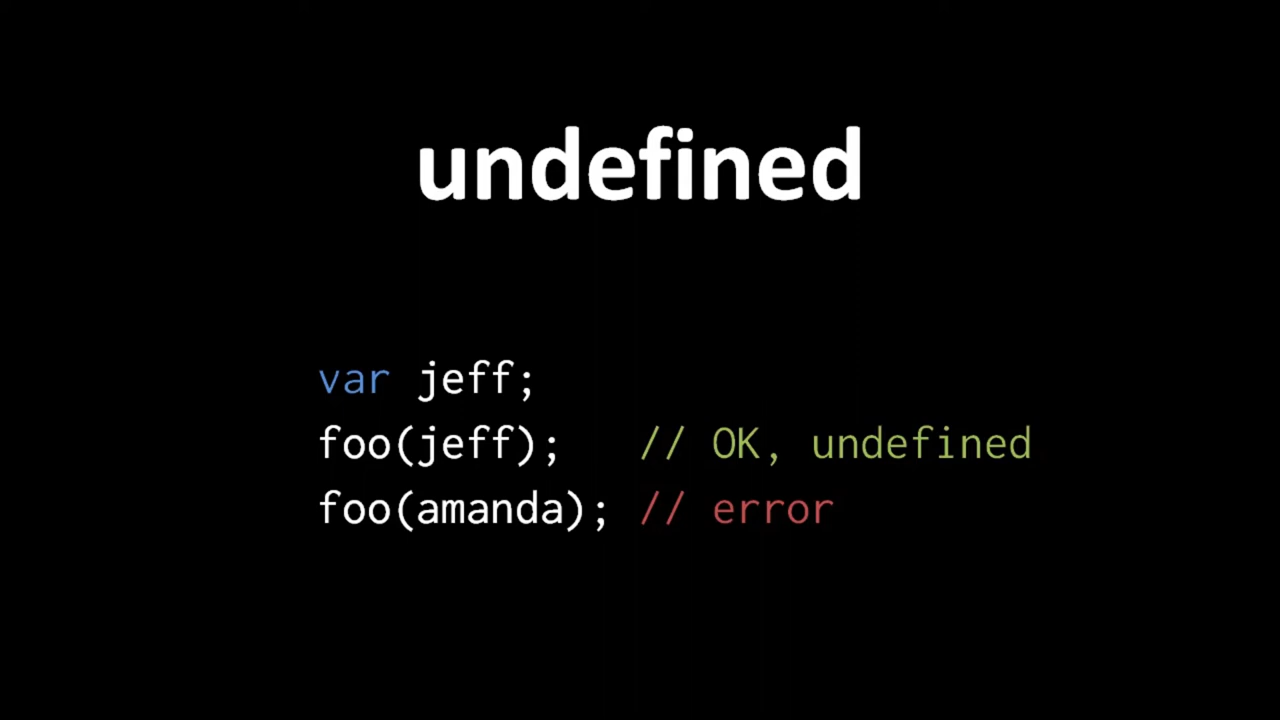 undefined
var jeff;
foo(jeff);   // OK, undefined
foo(amanda); // error